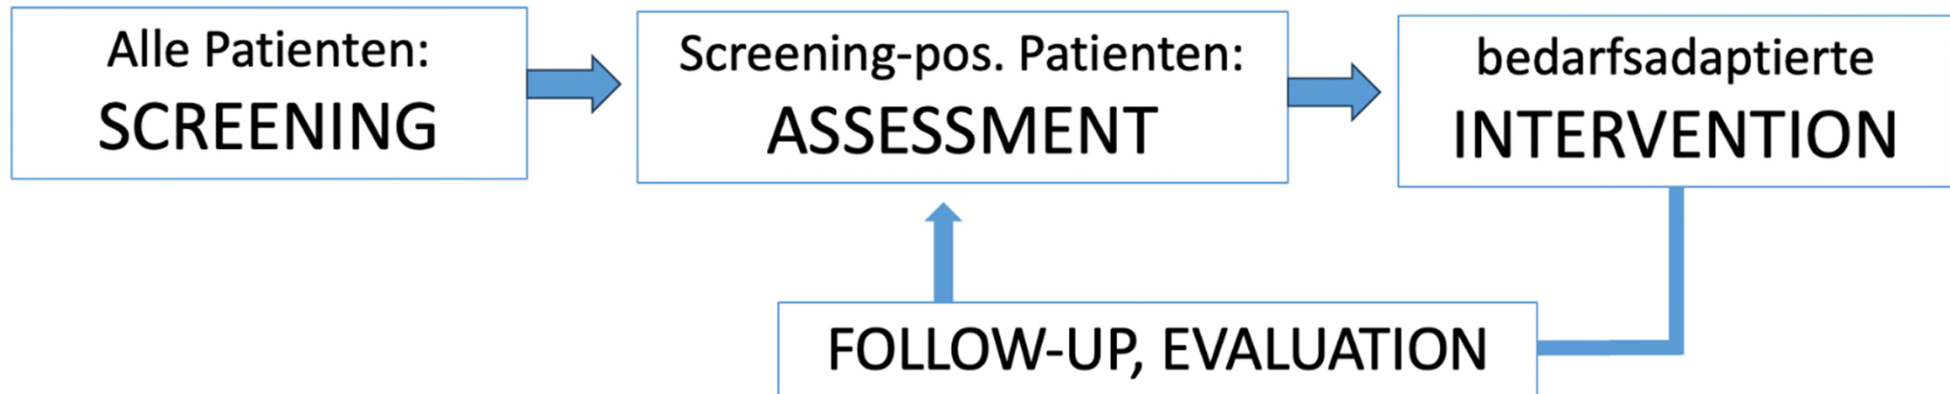 Alle Patienten:
SCREENING
Screening-pos. Patienten:
ASSESSMENT
bedarfsadaptierte
INTERVENTION
FOLLOW-UP, EVALUATION